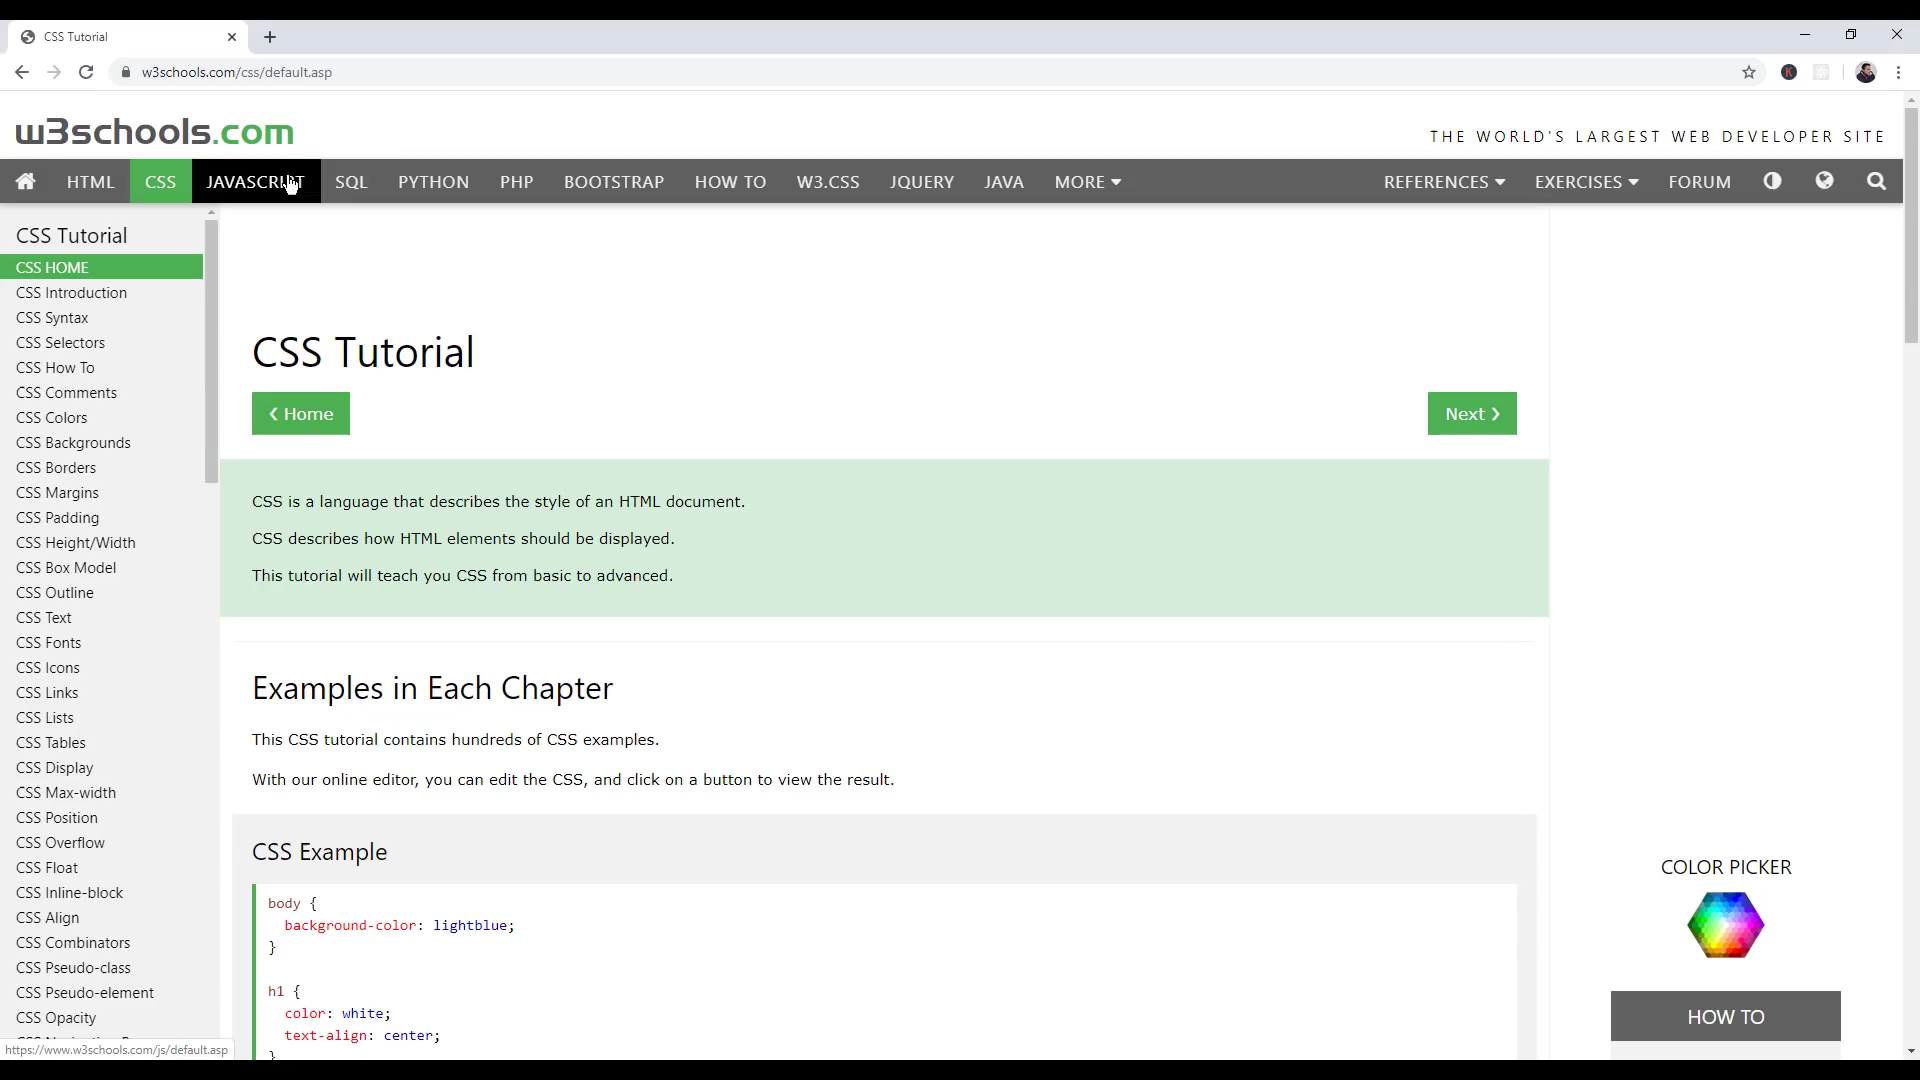 CSS Tutorial
w3schools.com/css/default.asp
K
w3schools.com
THE WORLD'S LARGEST WEB DEVELOPER SITE
HTML CSS JAVASCRIPT SQL PYTHON PHP BOOTSTRAP HOW TO W3.CSS JQUERY JAVA MORE REFERENCES EXERCISES FORUM
CSS Tutorial
CSS HOME
CSS Introduction
CSS Syntax
CSS Selectors
CSS How To
CSS Comments
CSS Colors
CSS Backgrounds
CSS Borders
CSS Margins
CSS Padding
CSS Height/Width
CSS Box Model
CSS Outline
CSS Text
CSS Fonts
CSS Icons
CSS Links
CSS Lists
CSS Tables
CSS Display
CSS Max-width
CSS Position
CSS Overflow
CSS Float
CSS Inline-block
CSS Align
CSS Combinators
CSS Pseudo-class
CSS Pseudo-element
CSS Opacity
https://www.w3schools.com/js/default.asp
CSS Tutorial
❮ Home
Next ❯
CSS is a language that describes the style of an HTML document.
CSS describes how HTML elements should be displayed.
This tutorial will teach you CSS from basic to advanced.
Examples in Each Chapter
This CSS tutorial contains hundreds of CSS examples.
With our online editor, you can edit the CSS, and click on a button to view the result.
CSS Example
body {
background-color: lightblue;
}
h1 {
color: white;
text-align: center;
}
COLOR PICKER
HOW TO